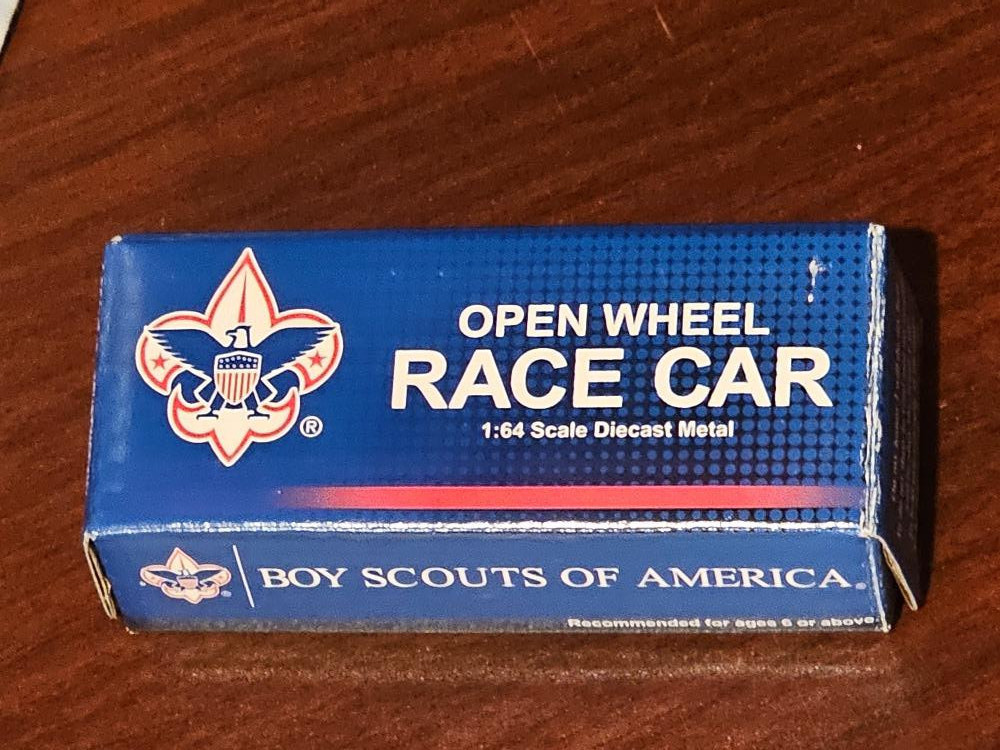 OPEN WHEEL
RACE CAR
1:64 Scale Diecast Metal
®
BOY SCOUTS OF AMERICA
Recommended for ages 6 or above